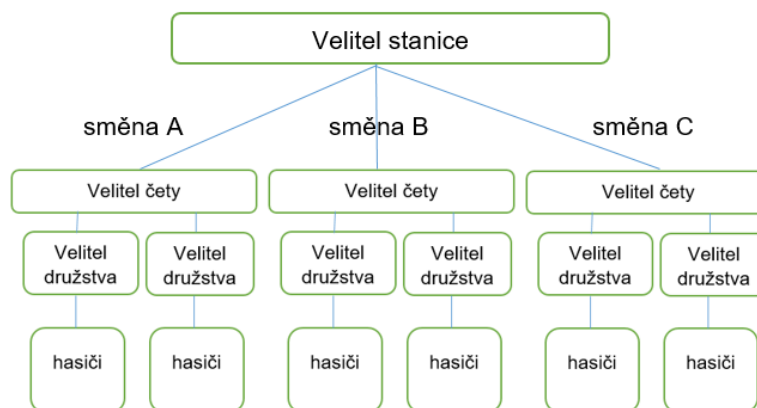 Velitel stanice
směna A
směna B
směna C
Velitel čety
Velitel čety
Velitel čety
Velitel
družstva
Velitel
družstva
Velitel
družstva
Velitel
družstva
Velitel
družstva
Velitel
družstva
hasiči
hasiči
hasiči
hasiči
hasiči
hasiči